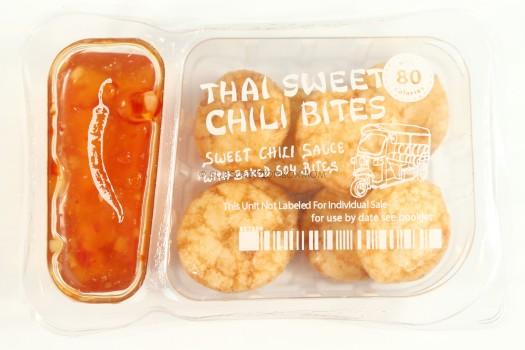 THAI SWEET
CHILI BITES
80
calories
SWEET CHILI SAUCE
WITH BAKED SOY BITES
This Unit Not Labeled For Individual Sale
for use by date see booklet